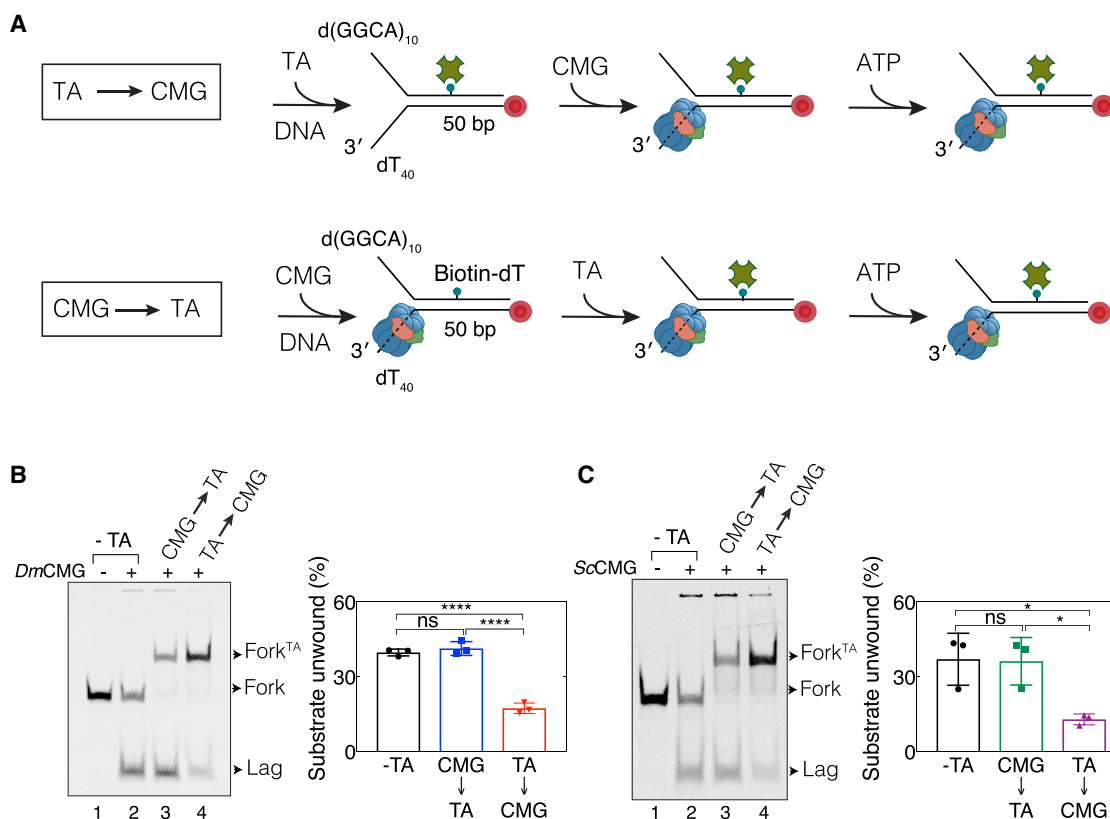 A
TA → CMG
TA
DNA
d(GGCA)10
50 bp
3′
dT40
CMG
3′
ATP
3′
CMG → TA
CMG
DNA
d(GGCA)10
Biotin-dT
50 bp
3′
dT40
TA
3′
ATP
3′
B
- TA
CMG → TA
TA → CMG
DmCMG - + + +
ForkTA
Fork
Lag
1 2 3 4
Substrate unwound (%)
60
30
0
****
ns
****
-TA
CMG
↓
TA
TA
↓
CMG
C
- TA
CMG → TA
TA → CMG
ScCMG - + + +
ForkTA
Fork
Lag
1 2 3 4
Substrate unwound (%)
60
30
0
*
ns
*
-TA
CMG
↓
TA
TA
↓
CMG